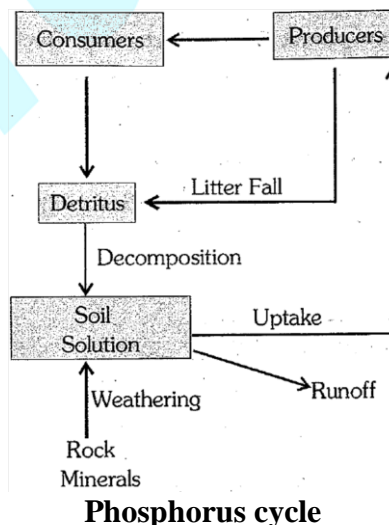 Consumers
Producers
Litter Fall
Detritus
Decomposition
Soil
Solution
Uptake
Runoff
Weathering
Rock
Minerals
Phosphorus cycle